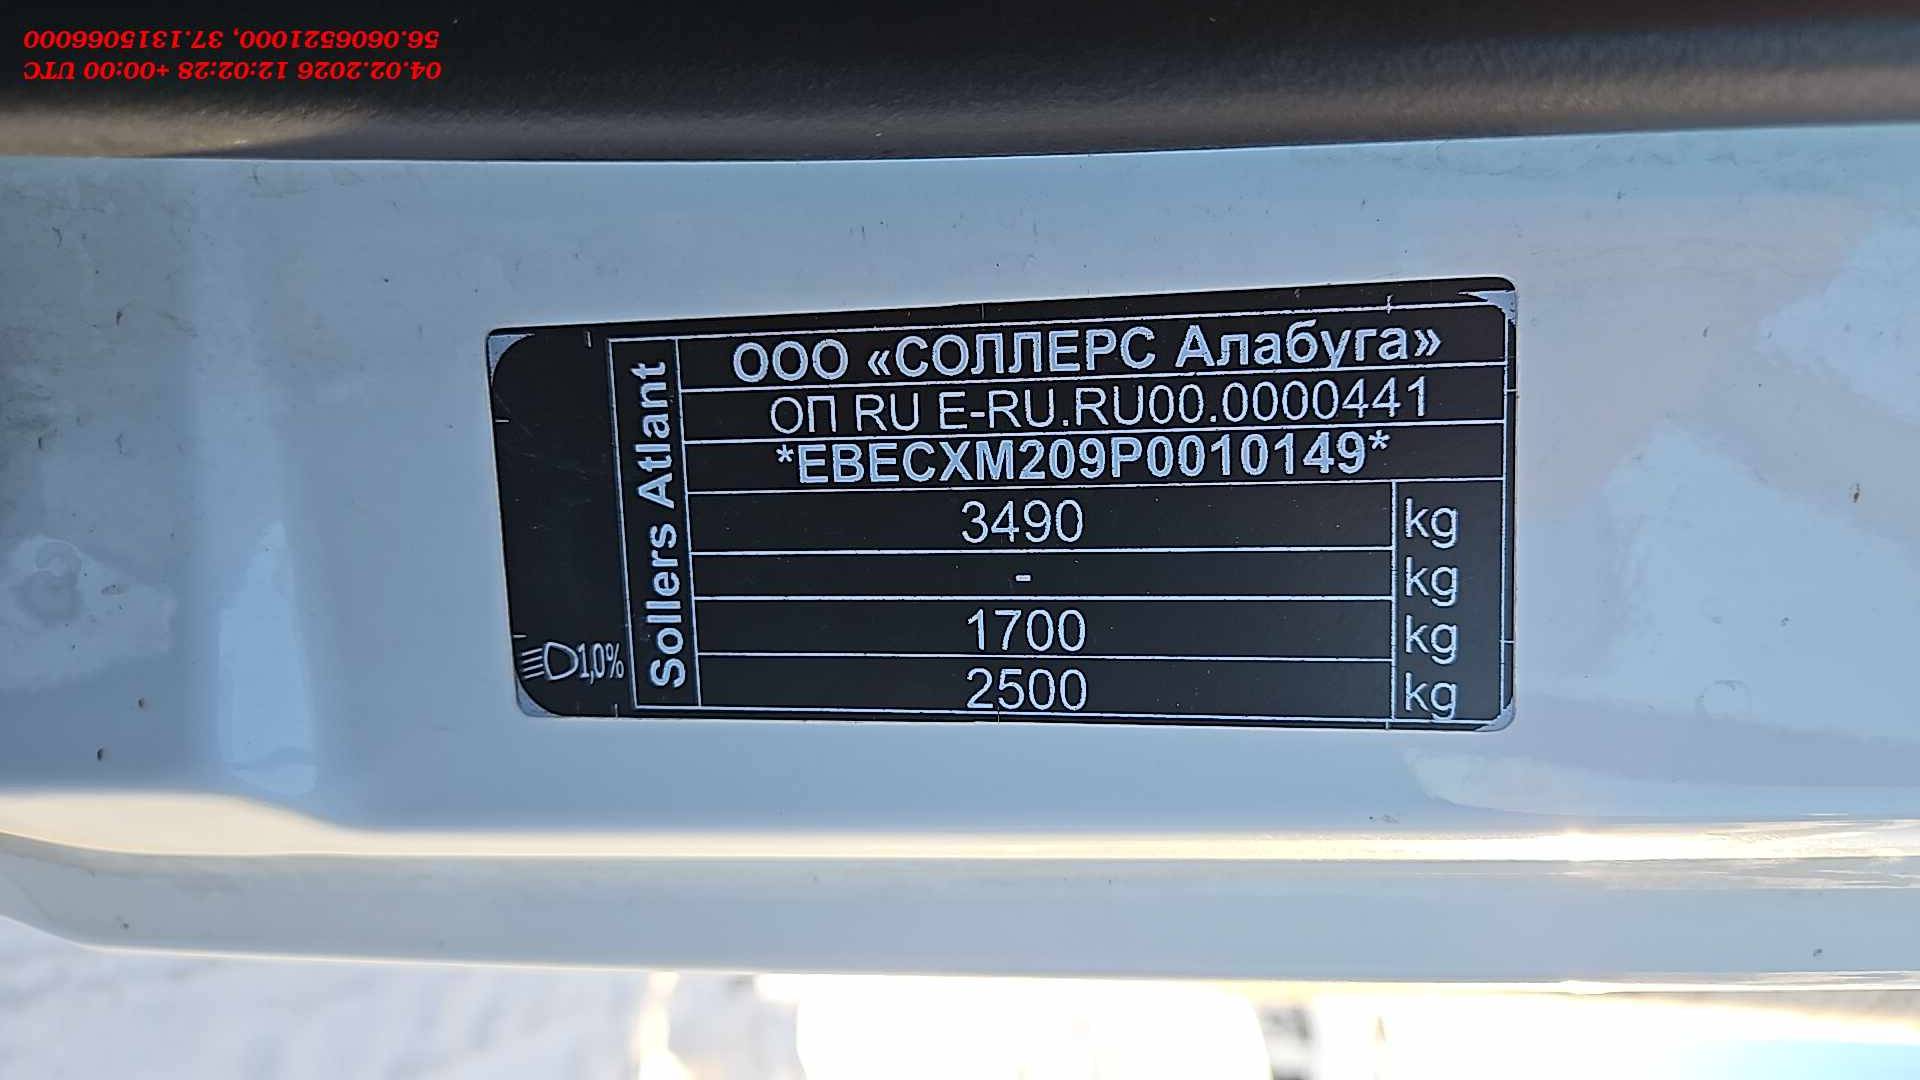 04.02.2026 12:02:28 +00:00 UTC
56.0606521000, 37.1315066000
ООО «СОЛЛЕРС Алабуга»
ОП RU E-RU.RU00.0000441
*EBECXM209P0010149*
3490 kg
- kg
1700 kg
2500 kg
Sollers Atlant
1,0%